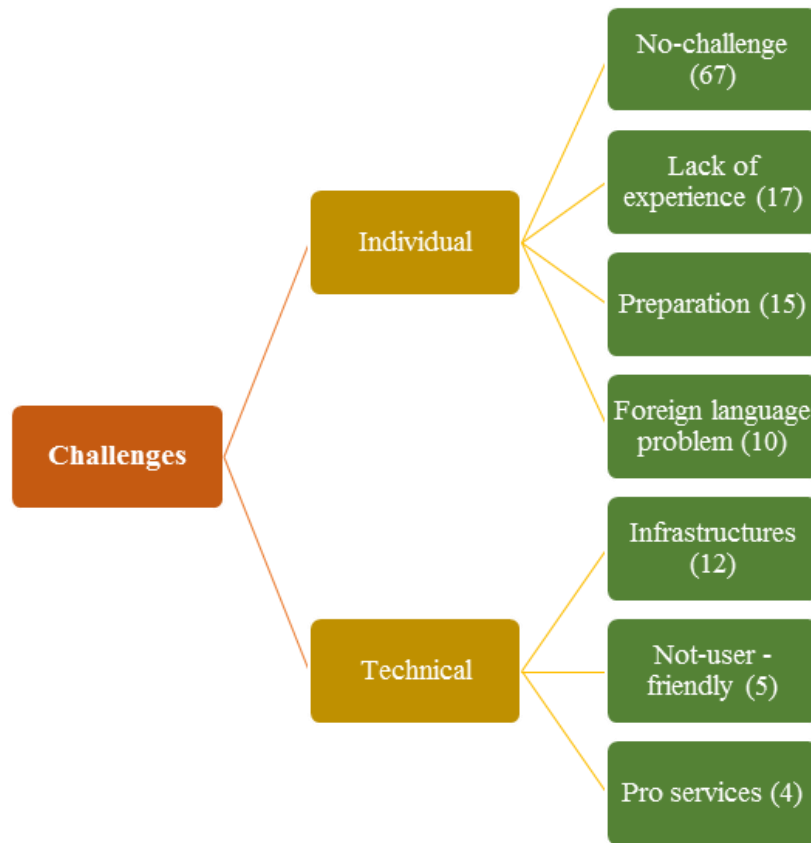 No-challenge
(67)
Lack of
experience (17)
Individual
Preparation (15)
Foreign language
problem (10)
Challenges
Infrastructures
(12)
Technical
Not-user -
friendly (5)
Pro services (4)